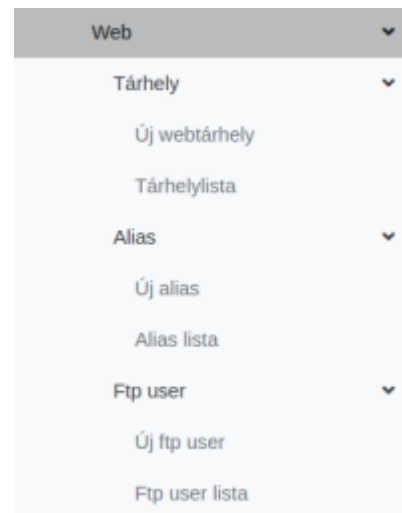 Web
Tárhely
Új webtárhely
Tárhelylista
Alias
Új alias
Alias lista
Ftp user
Új ftp user
Ftp user lista